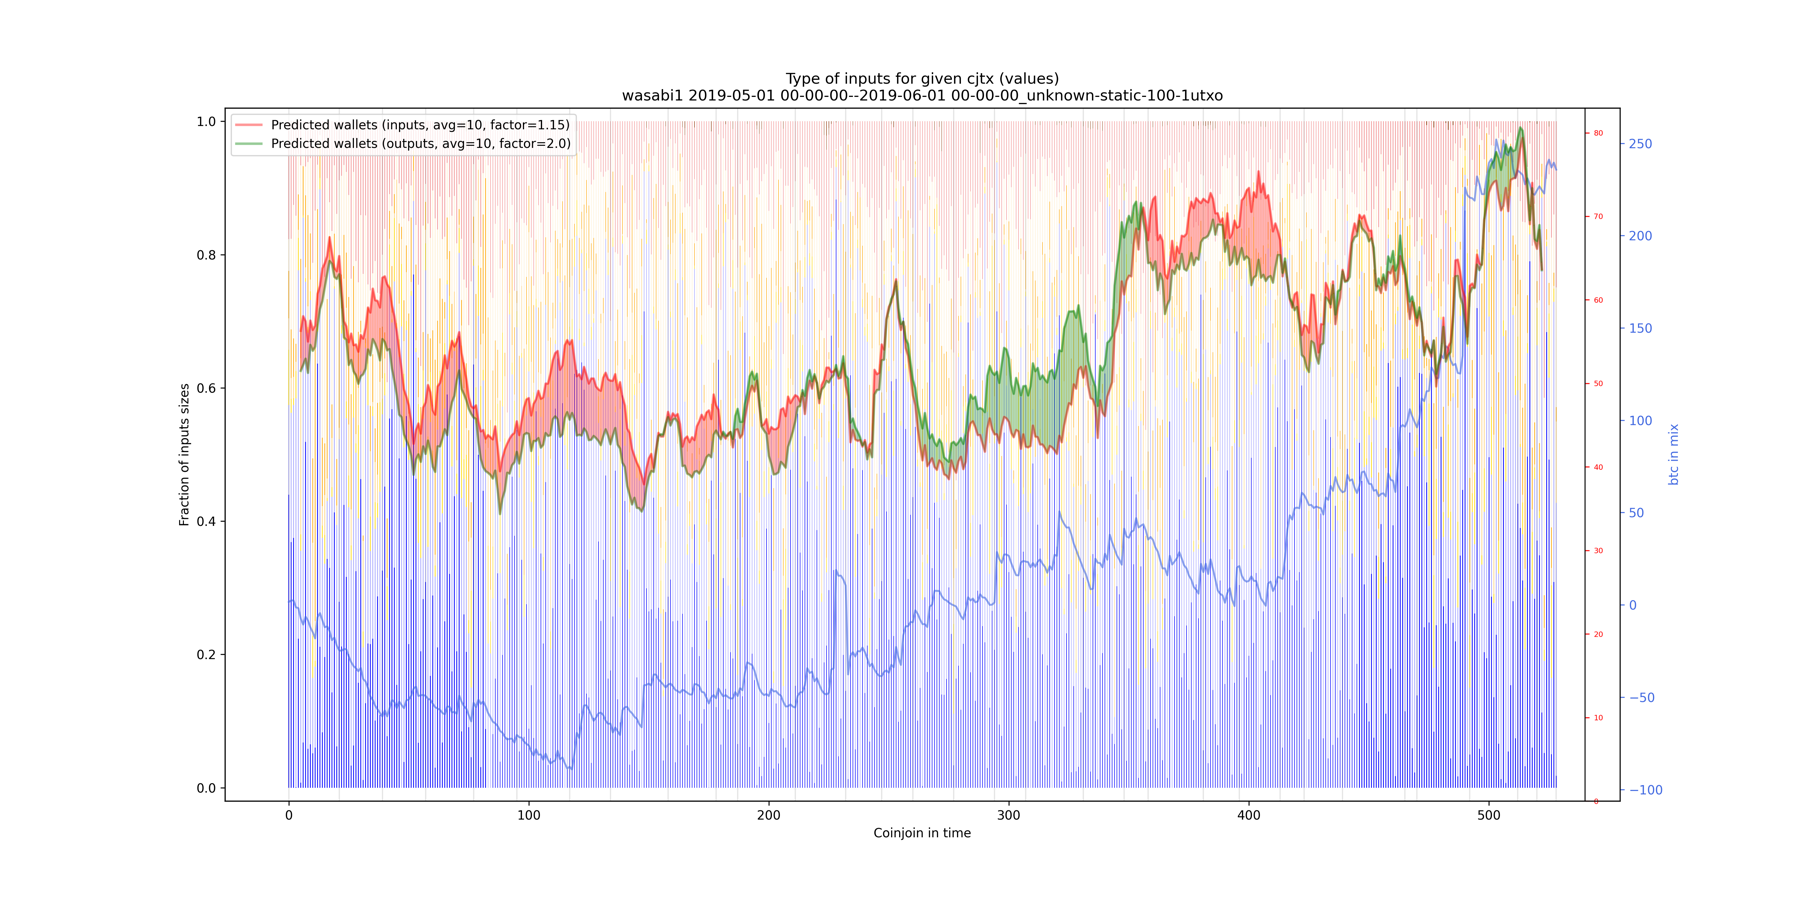 Type of inputs for given cjtx (values)
wasabi1 2019-05-01 00-00-00--2019-06-01 00-00-00_unknown-static-100-1utxo
Predicted wallets (inputs, avg=10, factor=1.15)
Predicted wallets (outputs, avg=10, factor=2.0)
Fraction of inputs sizes
1.0
0.8
0.6
0.4
0.2
0.0
0 100 200 300 400 500
Coinjoin in time
80
70
60
50
40
30
20
10
0
250
200
150
100
50
0
−50
−100
btc in mix